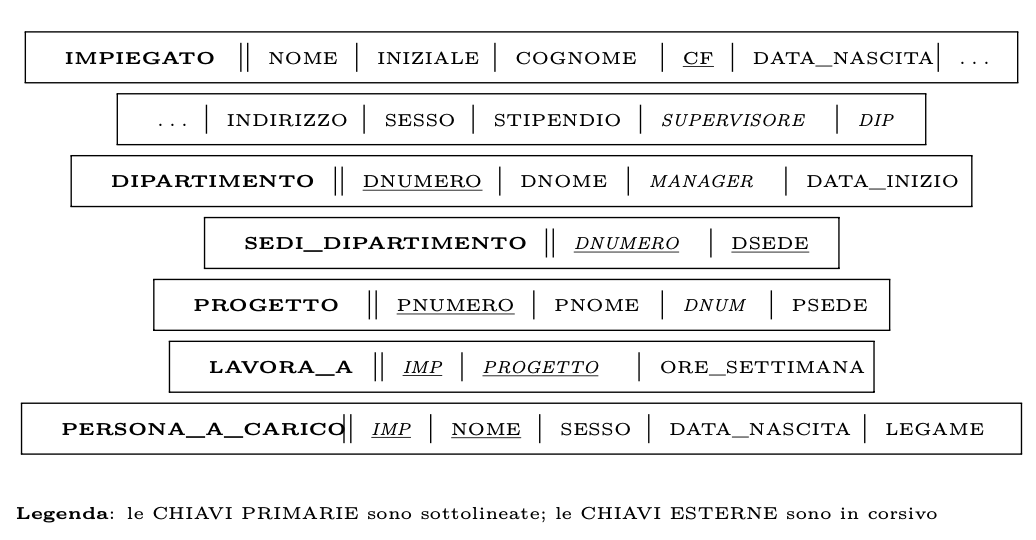 IMPIEGATO NOME INIZIALE COGNOME CF DATA_NASCITA ...
... INDIRIZZO SESSO STIPENDIO SUPERVISORE DIP
DIPARTIMENTO DNUMERO DNOME MANAGER DATA_INIZIO
SEDI_DIPARTIMENTO DNUMERO DSEDE
PROGETTO PNUMERO PNOME DNUM PSEDE
LAVORA_A IMP PROGETTO ORE_SETTIMANA
PERSONA_A_CARICO IMP NOME SESSO DATA_NASCITA LEGAME
Legenda: le CHIAVI PRIMARIE sono sottolineate; le CHIAVI ESTERNE sono in corsivo